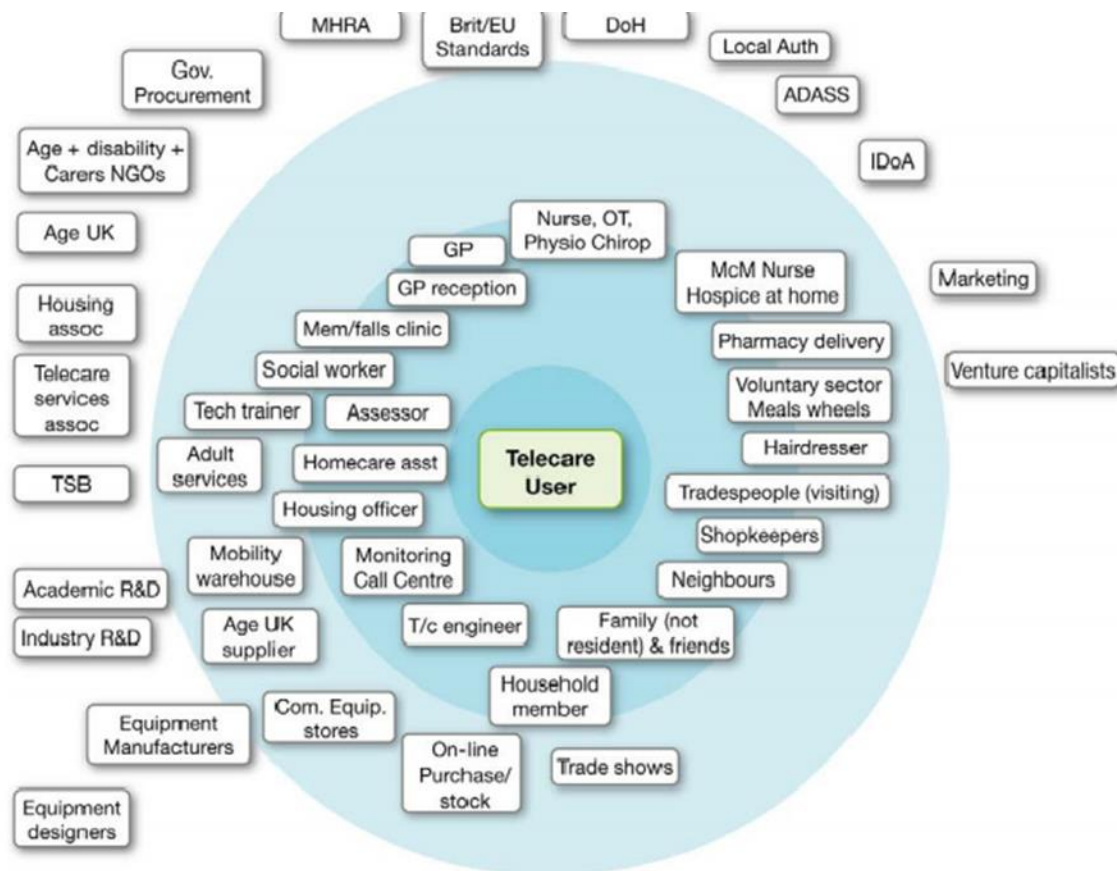 MHRA
Brit/EU
Standards
DoH
Local Auth
Gov.
Procurement
ADASS
Age + disability +
Carers NGOs
IDoA
Age UK
Nurse, OT,
Physio Chirop
GP
GP reception
McM Nurse
Hospice at home
Marketing
Housing
assoc
Mem/falls clinic
Pharmacy delivery
Social worker
Venture capitalists
Telecare
services
assoc
Tech trainer
Assessor
Voluntary sector
Meals wheels
Adult
services
Homecare asst
Telecare
User
Hairdresser
TSB
Tradespeople (visiting)
Housing officer
Shopkeepers
Mobility
warehouse
Monitoring
Call Centre
Neighbours
Academic R&D
Industry R&D
Age UK
supplier
T/c engineer
Family (not
resident) & friends
Household
member
Equipment
Manufacturers
Com. Equip.
stores
On-line
Purchase/
stock
Trade shows
Equipment
designers